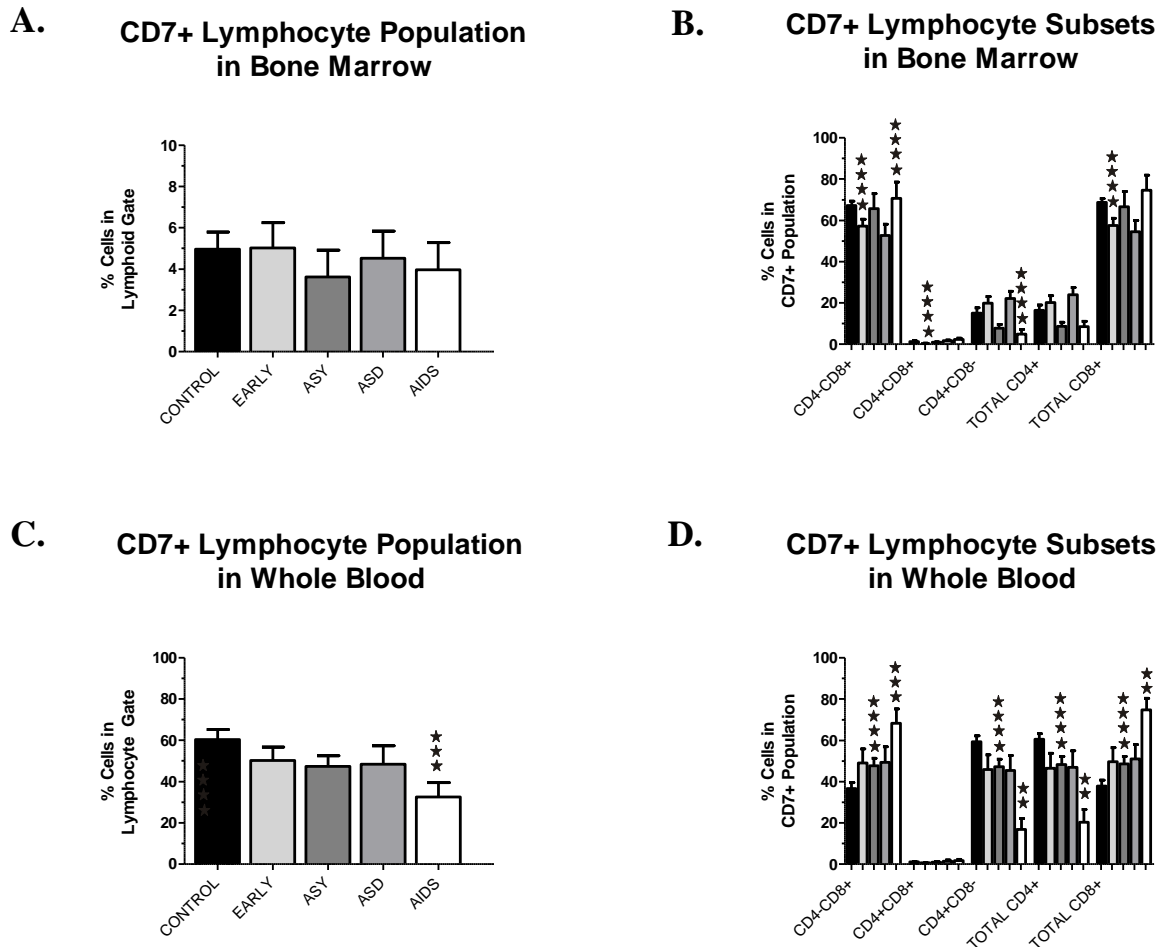 A.
CD7+ Lymphocyte Population
in Bone Marrow
% Cells in
Lymphoid Gate
10
8
6
4
2
0
CONTROL
EARLY
ASY
ASD
AIDS
B.
CD7+ Lymphocyte Subsets
in Bone Marrow
% Cells in
CD7+ Population
100
80
60
40
20
0
CD4-CD8+
CD4+CD8+
CD4+CD8-
TOTAL CD4+
TOTAL CD8+
C.
CD7+ Lymphocyte Population
in Whole Blood
% Cells in
Lymphocyte Gate
100
80
60
40
20
0
CONTROL
EARLY
ASY
ASD
AIDS
D.
CD7+ Lymphocyte Subsets
in Whole Blood
% Cells in
CD7+ Population
100
80
60
40
20
0
CD4-CD8+
CD4+CD8+
CD4+CD8-
TOTAL CD4+
TOTAL CD8+